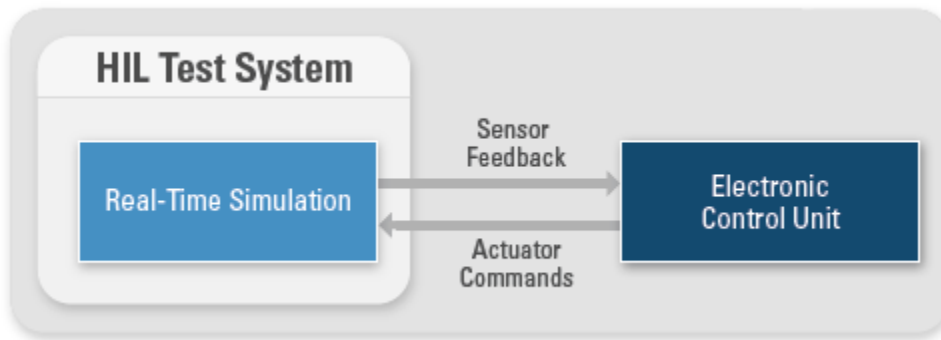 HIL Test System
Real-Time Simulation
Sensor
Feedback
Actuator
Commands
Electronic
Control Unit